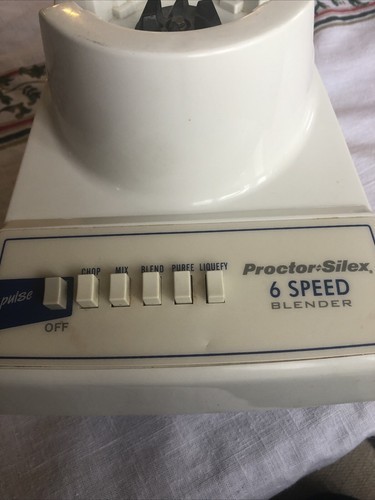 pulse
OFF
CHOP MIX BLEND PUREE LIQUEFY
Proctor-Silex
6 SPEED
BLENDER